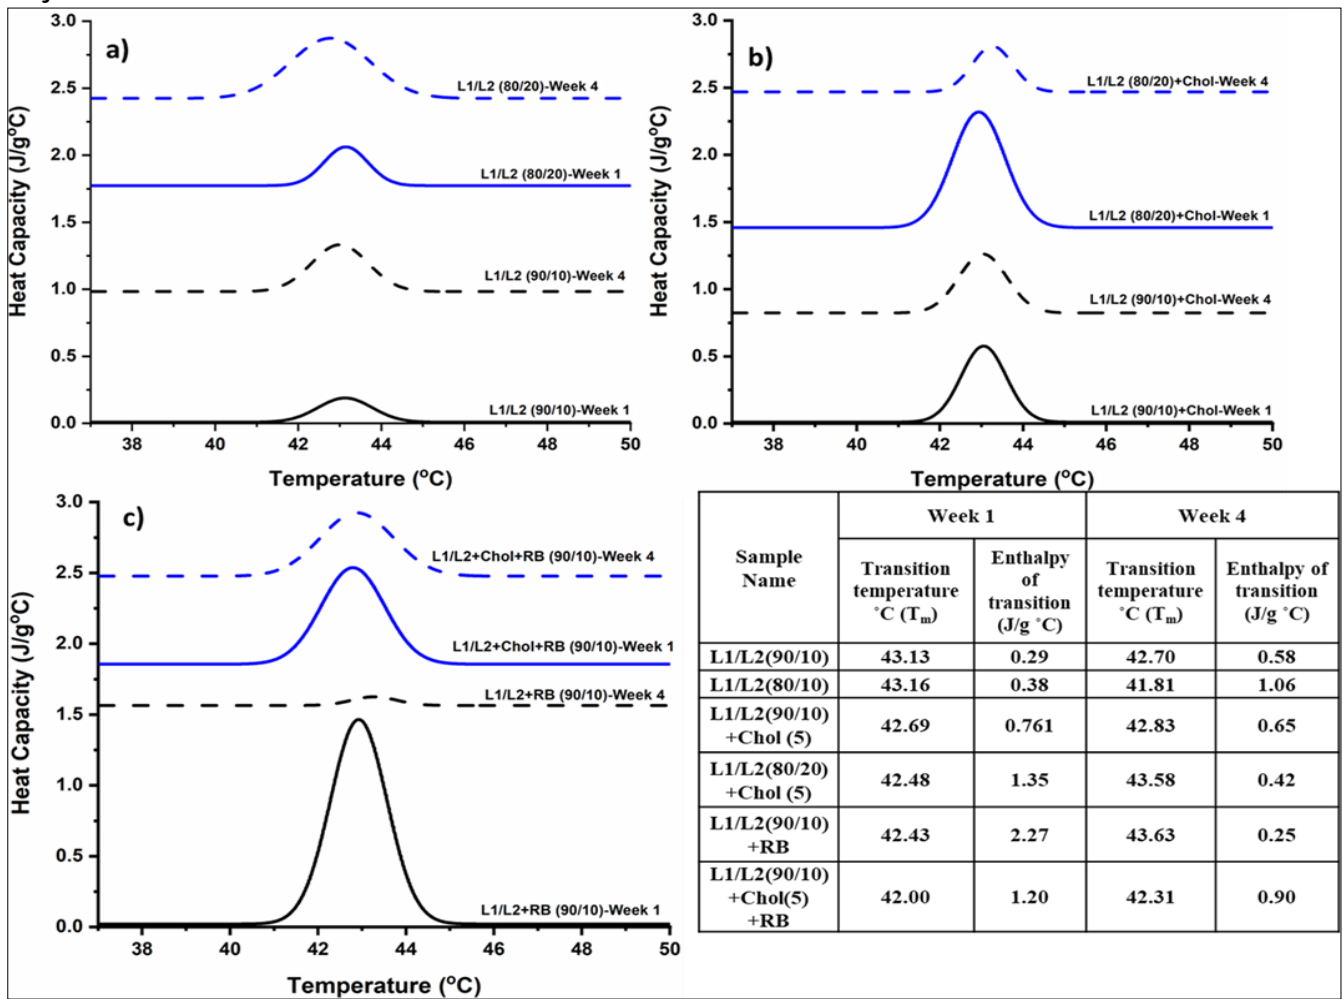 a)
3.0
2.5
2.0
1.5
1.0
0.5
0.0
Heat Capacity (J/g°C)
L1/L2 (80/20)-Week 4
L1/L2 (80/20)-Week 1
L1/L2 (90/10)-Week 4
L1/L2 (90/10)-Week 1
38 40 42 44 46 48 50
Temperature (°C)
b)
3.0
2.5
2.0
1.5
1.0
0.5
0.0
Heat Capacity (J/g°C)
L1/L2 (80/20)+Chol-Week 4
L1/L2 (80/20)+Chol-Week 1
L1/L2 (90/10)+Chol-Week 4
L1/L2 (90/10)+Chol-Week 1
38 40 42 44 46 48 50
Temperature (°C)
c)
3.0
2.5
2.0
1.5
1.0
0.5
0.0
Heat Capacity (J/g°C)
L1/L2+Chol+RB (90/10)-Week 4
L1/L2+Chol+RB (90/10)-Week 1
L1/L2+RB (90/10)-Week 4
L1/L2+RB (90/10)-Week 1
38 40 42 44 46 48 50
Temperature (°C)
Sample
Name
Week 1
Week 4
Transition
temperature
˚C (Tm)
Enthalpy
of
transition
(J/g ˚C)
Transition
temperature
˚C (Tm)
Enthalpy of
transition
(J/g ˚C)
L1/L2(90/10) 43.13 0.29 42.70 0.58
L1/L2(80/10) 43.16 0.38 41.81 1.06
L1/L2(90/10)
+Chol (5)
42.69 0.761 42.83 0.65
L1/L2(80/20)
+Chol (5)
42.48 1.35 43.58 0.42
L1/L2(90/10)
+RB
42.43 2.27 43.63 0.25
L1/L2(90/10)
+Chol(5)
+RB
42.00 1.20 42.31 0.90